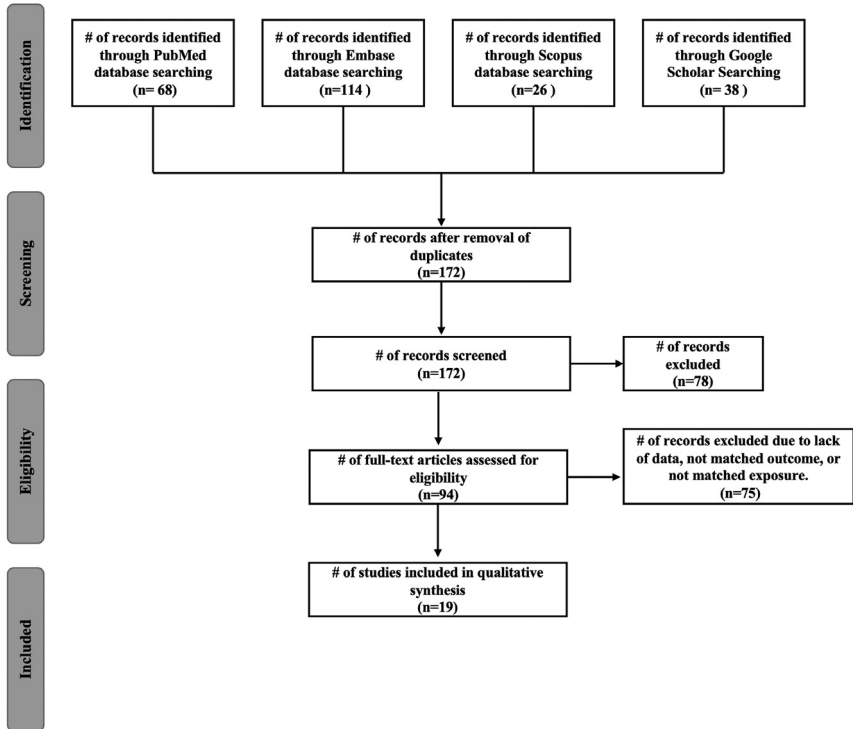 Identification
# of records identified
through PubMed
database searching
(n= 68)
# of records identified
through Embase
database searching
(n=114 )
# of records identified
through Scopus
database searching
(n=26 )
# of records identified
through Google
Scholar Searching
(n= 38 )
Screening
# of records after removal of
duplicates
(n=172)
# of records screened
(n=172)
# of records
excluded
(n=78)
Eligibility
# of full-text articles assessed for
eligibility
(n=94)
# of records excluded due to lack
of data, not matched outcome, or
not matched exposure.
(n=75)
Included
# of studies included in qualitative
synthesis
(n=19)